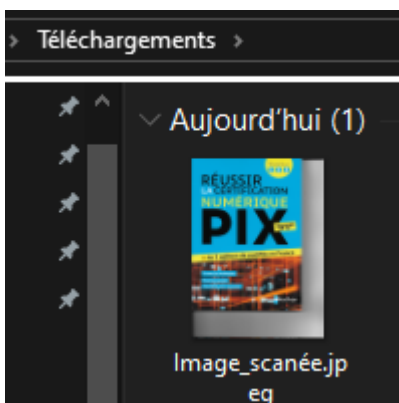 Téléchargements
Aujourd'hui (1)
RÉUSSIR
LA CERTIFICATION
NUMÉRIQUE
PIX
Image_scanée.jp
eg